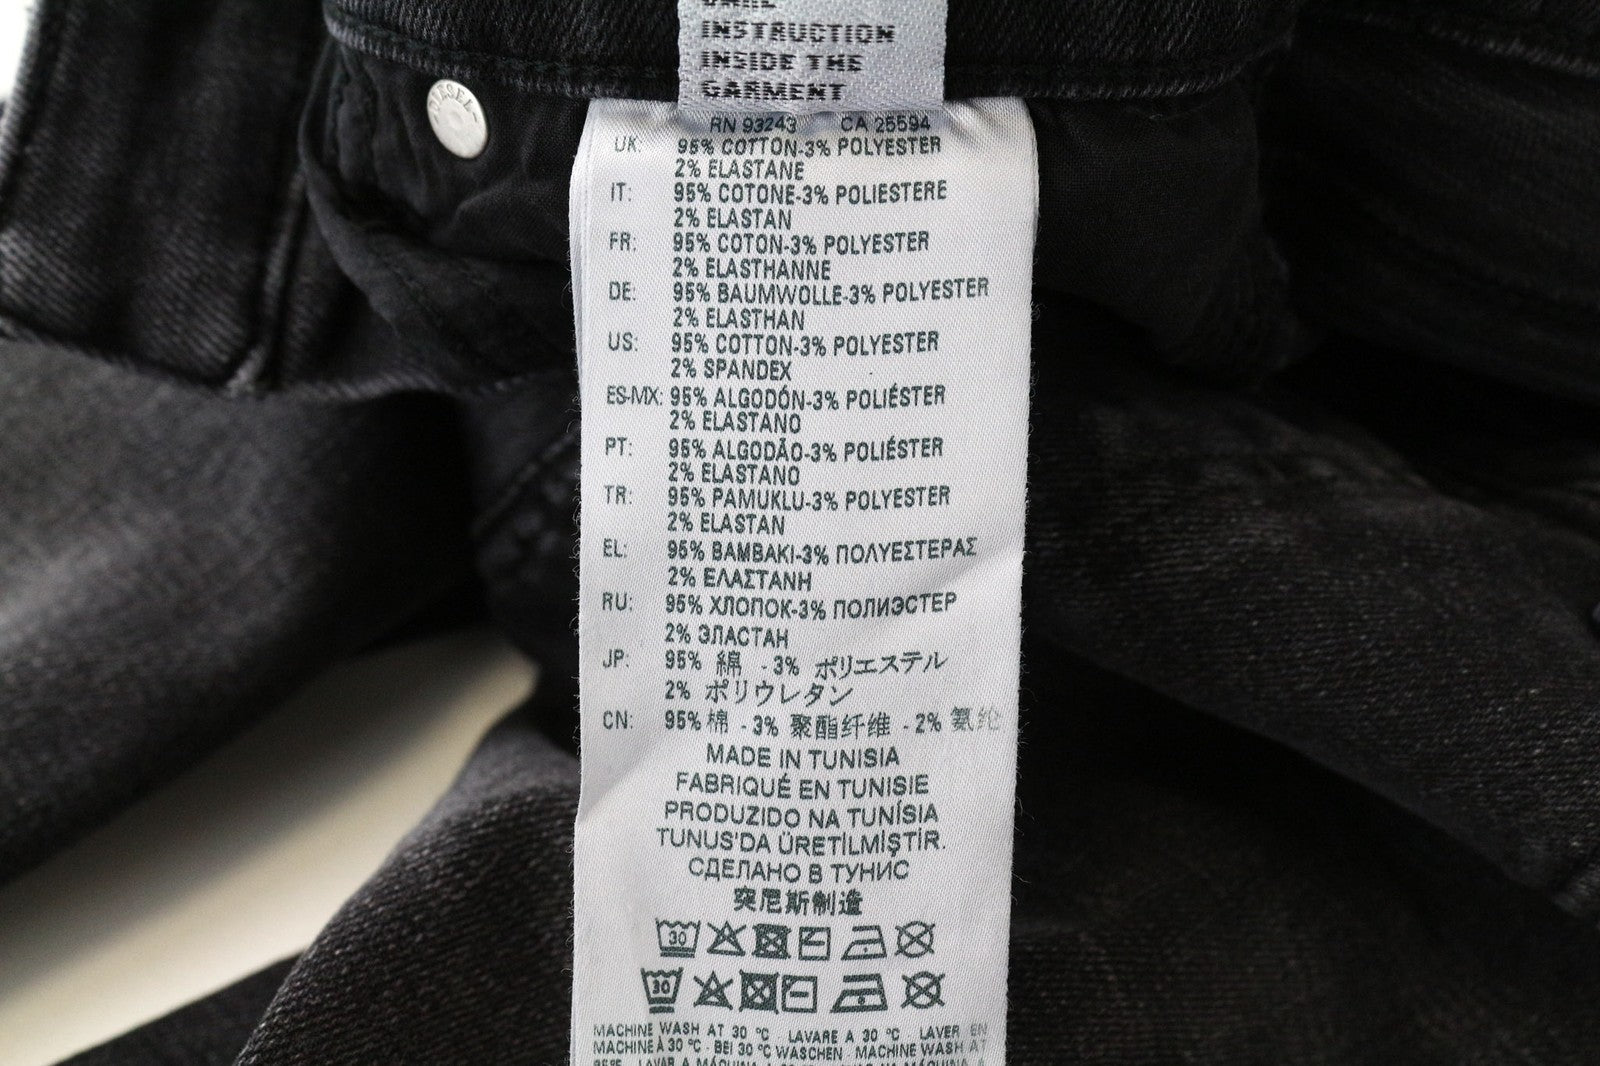 INSTRUCTION
INSIDE THE
GARMENT
DIESEL
RN 93243 CA 25594
UK: 95% COTTON-3% POLYESTER
2% ELASTANE
IT: 95% COTONE-3% POLIESTERE
2% ELASTAN
FR: 95% COTON-3% POLYESTER
2% ELASTHANNE
DE: 95% BAUMWOLLE-3% POLYESTER
2% ELASTHAN
US: 95% COTTON-3% POLYESTER
2% SPANDEX
ES-MX: 95% ALGODÓN-3% POLIÉSTER
2% ELASTANO
PT: 95% ALGODÃO-3% POLIÉSTER
2% ELASTANO
TR: 95% PAMUKLU-3% POLYESTER
2% ELASTAN
EL: 95% ΒΑΜΒΑΚΙ-3% ΠΟΛΥΕΣΤΕΡΑΣ
2% ΕΛΑΣΤΑΝΗ
RU: 95% ХЛОПОК-3% ПОЛИЭСТЕР
2% ЭЛАСТАН
JP: 95% 綿 -3% ポリエステル
2% ポリウレタン
CN: 95% 棉 -3% 聚酯纤维 -2% 氨纶
MADE IN TUNISIA
FABRIQUÉ EN TUNISIE
PRODUZIDO NA TUNÍSIA
TUNUS'DA ÜRETİLMİŞTİR.
СДЕЛАНО В ТУНИС
突尼斯制造
30
30
MACHINE WASH AT 30 °C LAVARE A 30 °C LAVER EN
MACHINE À 30 °C - BEI 30 °C WASCHEN MACHINE WASH AT
LAVAR A MÁQUINA A